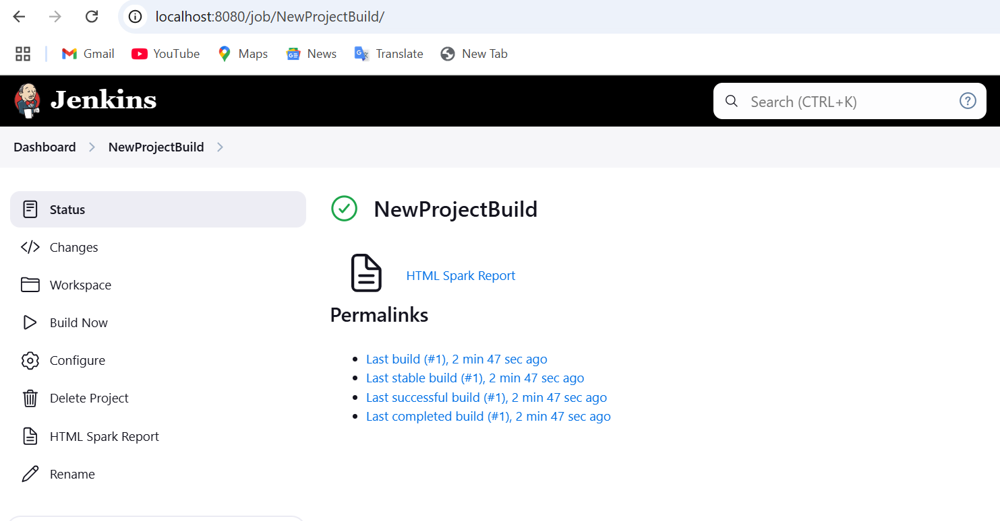 localhost:8080/job/NewProjectBuild/
Gmail YouTube Maps News Translate New Tab
Jenkins Search (CTRL+K) ?
Dashboard NewProjectBuild
Status
Changes
Workspace
Build Now
Configure
Delete Project
HTML Spark Report
Rename
NewProjectBuild
HTML Spark Report
Permalinks
Last build (#1), 2 min 47 sec ago
Last stable build (#1), 2 min 47 sec ago
Last successful build (#1), 2 min 47 sec ago
Last completed build (#1), 2 min 47 sec ago